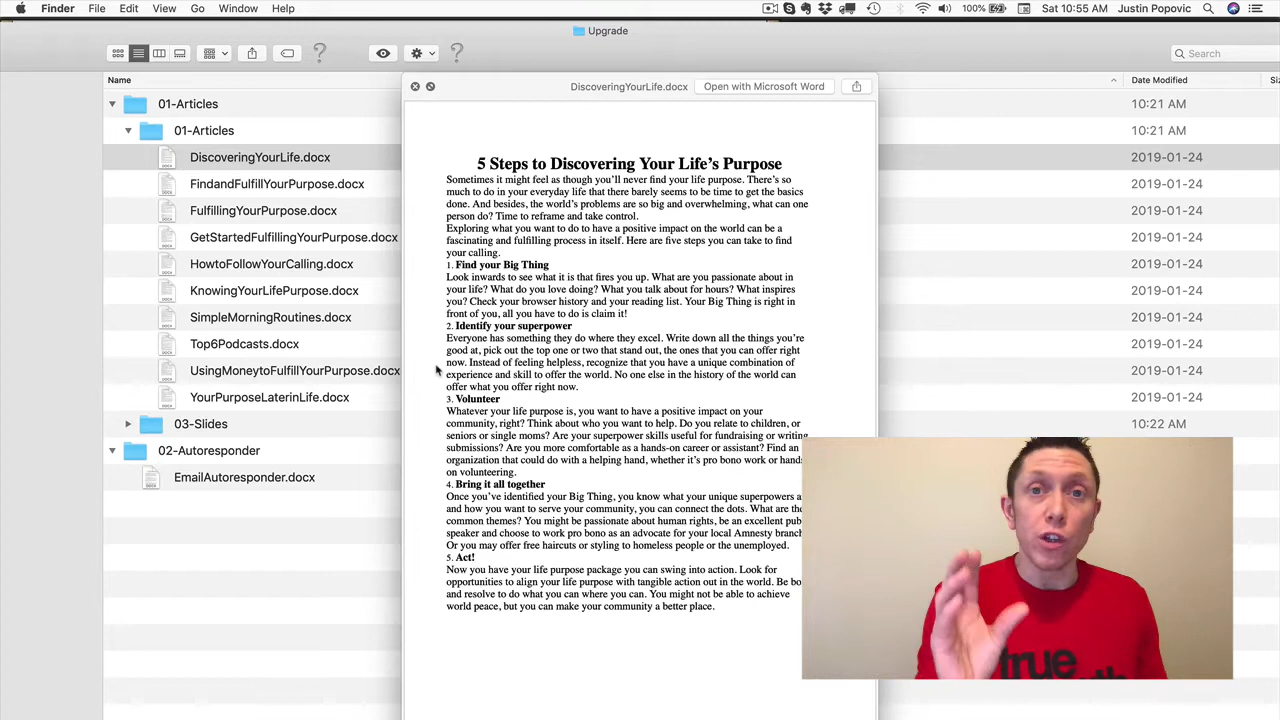 Finder File Edit View Go Window Help 100% Sat 10:55 AM Justin Popovic
Upgrade
Search
Name Date Modified
DiscoveringYourLife.docx Open with Microsoft Word
01-Articles 10:21 AM
01-Articles 10:21 AM
DiscoveringYourLife.docx 2019-01-24
FindandFulfillYourPurpose.docx 2019-01-24
FulfillingYourPurpose.docx 2019-01-24
GetStartedFulfillingYourPurpose.docx 2019-01-24
HowtoFollowYourCalling.docx 2019-01-24
KnowingYourLifePurpose.docx 2019-01-24
SimpleMorningRoutines.docx 2019-01-24
Top6Podcasts.docx 2019-01-24
UsingMoneytoFulfillYourPurpose.docx 2019-01-24
YourPurposeLaterinLife.docx 2019-01-24
03-Slides 10:22 AM
02-Autoresponder
EmailAutoresponder.docx
5 Steps to Discovering Your Life's Purpose
Sometimes it might feel as though you'll never find your life purpose. There's so
much to do in your everyday life that there barely seems to be time to get the basics
done. And besides, the world's problems are so big and overwhelming, what can one
person do? Time to reframe and take control.
Exploring what you want to do to have a positive impact on the world can be a
fascinating and fulfilling process in itself. Here are five steps you can take to find
your calling.
1. Find your Big Thing
Look inwards to see what it is that fires you up. What are you passionate about in
your life? What do you love doing? What you talk about for hours? What inspires
you? Check your browser history and your reading list. Your Big Thing is right in
front of you, all you have to do is claim it!
2. Identify your superpower
Everyone has something they do where they excel. Write down all the things you're
good at, pick out the top one or two that stand out, the ones that you can offer right
now. Instead of feeling helpless, recognize that you have a unique combination of
experience and skill to offer the world. No one else in the history of the world can
offer what you offer right now.
3. Volunteer
Whatever your life purpose is, you want to have a positive impact on your
community, right? Think about who you want to help. Do you relate to children, or
seniors or single moms? Are your superpower skills useful for fundraising or writing
submissions? Are you more comfortable as a hands-on career or assistant? Find an
organization that could do with a helping hand, whether it's pro bono work or hands
on volunteering.
4. Bring it all together
Once you've identified your Big Thing, you know what your unique superpowers a
and how you want to serve your community, you can connect the dots. What are the
common themes? You might be passionate about human rights, be an excellent pub
speaker and choose to work pro bono as an advocate for your local Amnesty branch
Or you may offer free haircuts or styling to homeless people or the unemployed.
5. Act!
Now you have your life purpose package you can swing into action. Look for
opportunities to align your life purpose with tangible action out in the world. Be bo
and resolve to do what you can where you can. You might not be able to achieve
world peace, but you can make your community a better place.
true